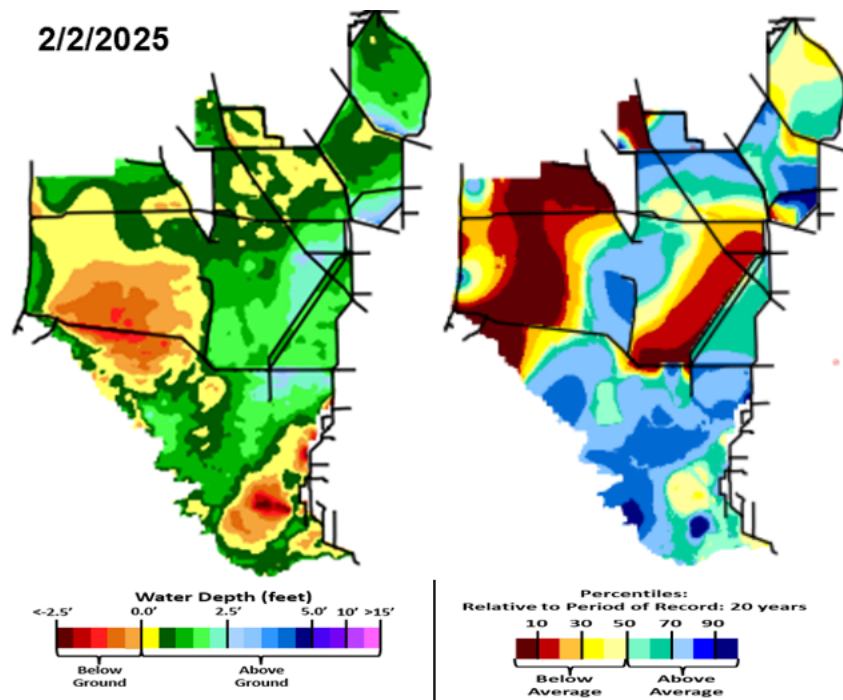 2/2/2025
Water Depth (feet)
<-2.5' 0.0' 2.5' 5.0' 10' >15'
Below Ground
Above Ground
Percentiles:
Relative to Period of Record: 20 years
10 30 50 70 90
Below Average
Above Average